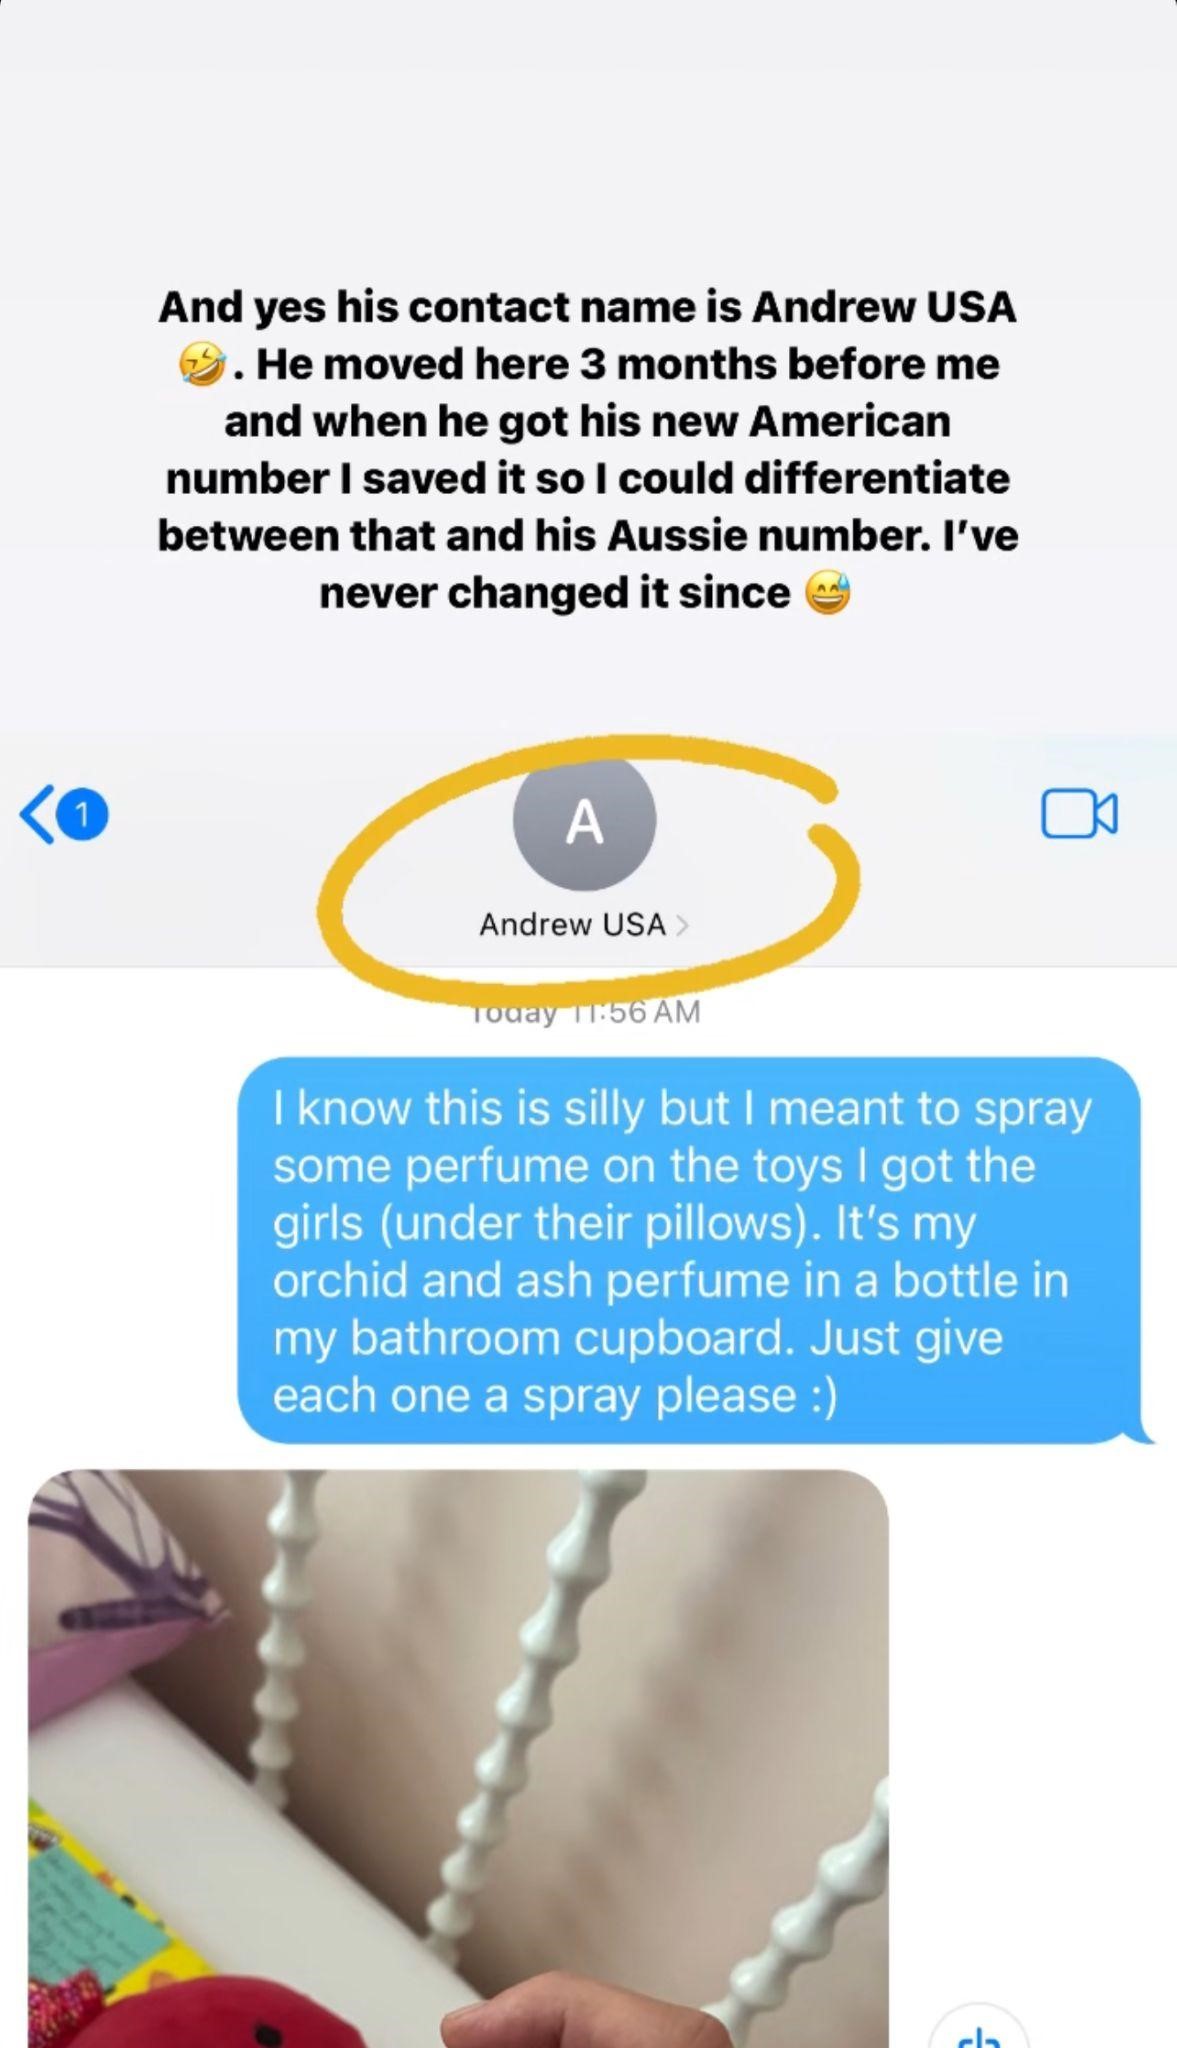 And yes his contact name is Andrew USA
🤣. He moved here 3 months before me
and when he got his new American
number I saved it so I could differentiate
between that and his Aussie number. I've
never changed it since 😅
1
A
Andrew USA
Today 11:56 AM
I know this is silly but I meant to spray
some perfume on the toys I got the
girls (under their pillows). It's my
orchid and ash perfume in a bottle in
my bathroom cupboard. Just give
each one a spray please :)